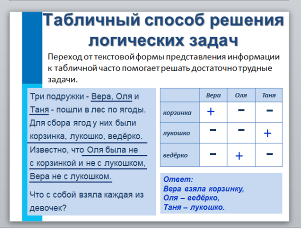 Табличный способ решения
логических задач
Переход от текстовой формы представления информации
к табличной часто помогает решать достаточно трудные
задачи.
Три подружки - Вера, Оля и
Таня - пошли в лес по ягоды.
Для сбора ягод у них были
корзинка, лукошко, ведёрко.
Известно, что Оля была не
с корзинкой и не с лукошком,
Вера не с лукошком.
Что с собой взяла каждая из
девочек?
Вера Оля Таня
корзинка + - -
лукошко - - +
ведёрко - + -
Ответ:
Вера взяла корзинку,
Оля – ведёрко,
Таня – лукошко.